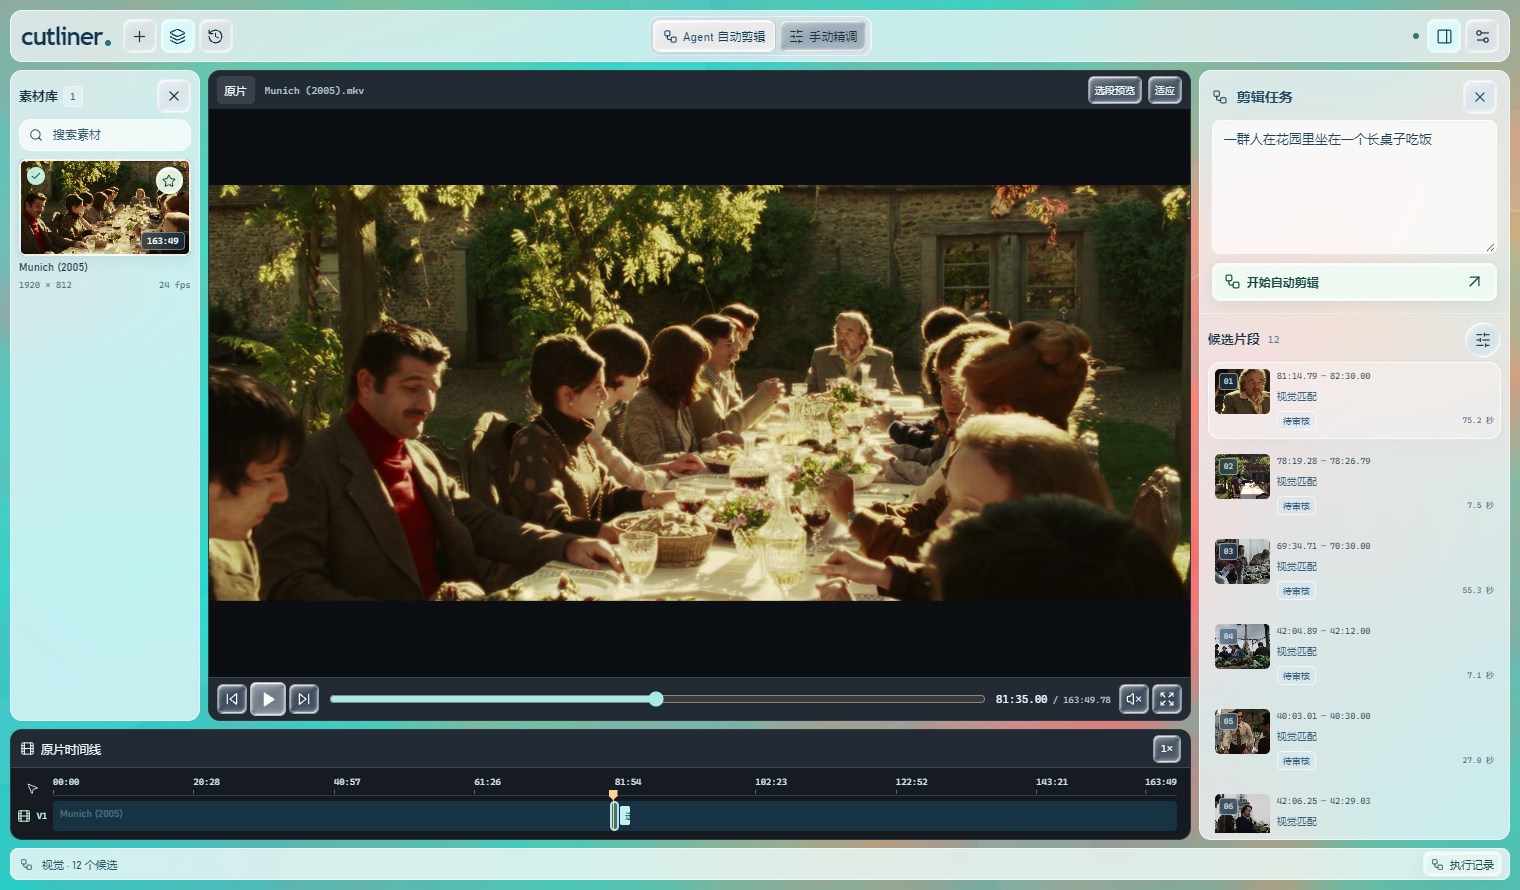 cutliner.
Agent 自动剪辑
手动精调
素材库 1
搜索素材
163:49
Munich (2005)
1920 × 812
24 fps
原片
Munich (2005).mkv
选段预览
适应
81:35.00 / 163:49.78
原片时间线
1×
00:00
20:28
40:57
61:26
81:54
102:23
122:52
143:21
163:49
V1
Munich (2005)
剪辑任务
一群人在花园里坐在一个长桌子吃饭
开始自动剪辑
候选片段 12
01
81:14.79 – 82:30.00
视觉匹配
待审核
75.2 秒
02
78:19.28 – 78:26.79
视觉匹配
待审核
7.5 秒
03
69:34.71 – 70:30.00
视觉匹配
待审核
55.3 秒
04
42:04.89 – 42:12.00
视觉匹配
待审核
7.1 秒
05
40:03.01 – 40:30.00
视觉匹配
待审核
27.0 秒
06
42:06.25 – 42:29.03
视觉匹配
视觉 · 12 个候选
执行记录